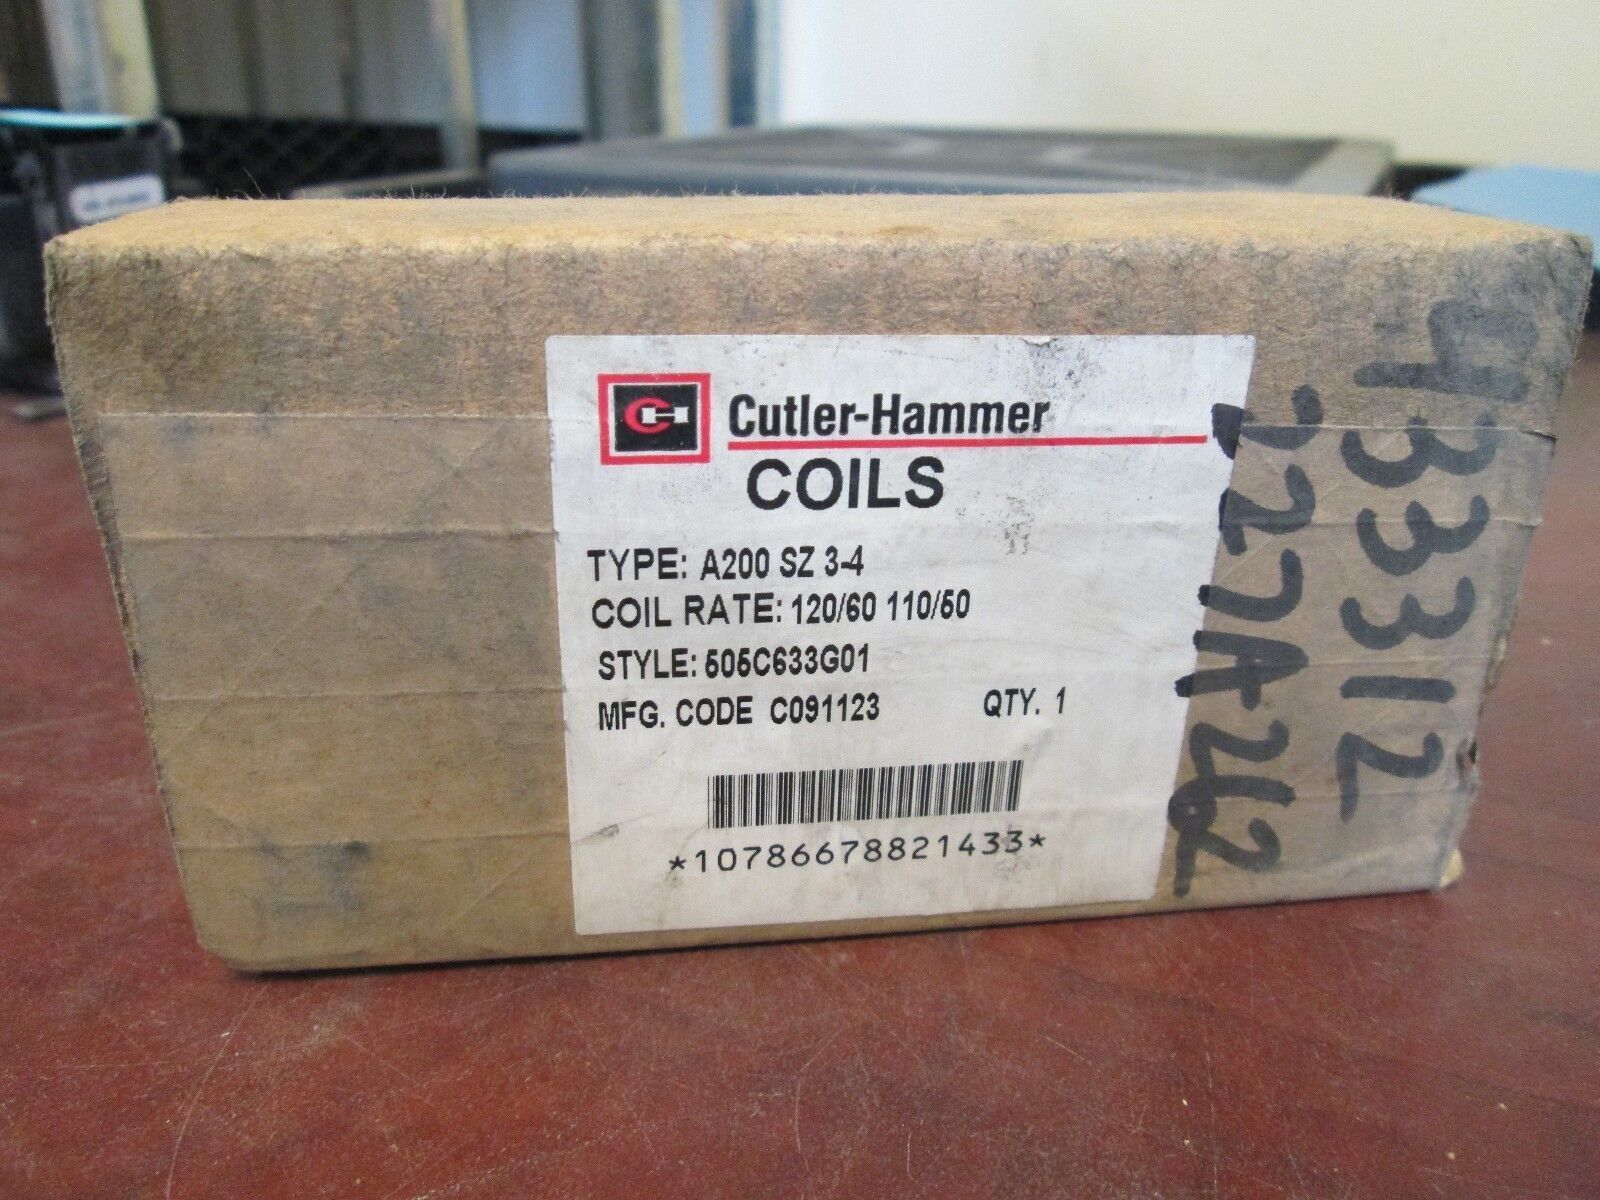 Cutler-Hammer
COILS
TYPE: A200 SZ 3-4
COIL RATE: 120/60 110/50
STYLE: 505C633G01
MFG. CODE C091123 QTY. 1
*10786678821433*
93312
227A262